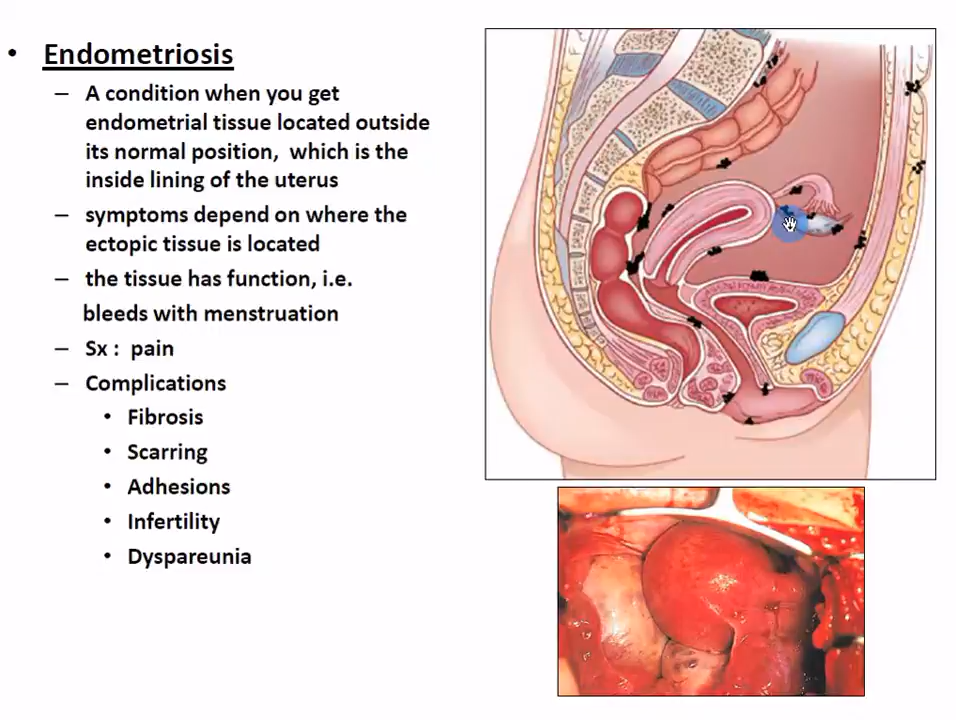 • Endometriosis
– A condition when you get
endometrial tissue located outside
its normal position, which is the
inside lining of the uterus
– symptoms depend on where the
ectopic tissue is located
– the tissue has function, i.e.
bleeds with menstruation
– Sx : pain
– Complications
• Fibrosis
• Scarring
• Adhesions
• Infertility
• Dyspareunia